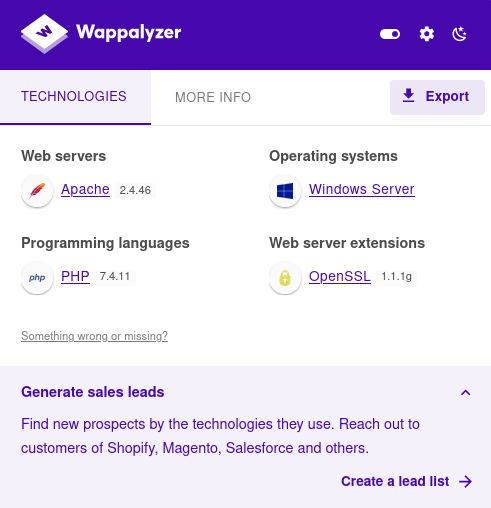 Wappalyzer
TECHNOLOGIES
MORE INFO
Export
Web servers
Apache 2.4.46
Operating systems
Windows Server
Programming languages
php PHP 7.4.11
Web server extensions
OpenSSL 1.1.1g
Something wrong or missing?
Generate sales leads
Find new prospects by the technologies they use. Reach out to
customers of Shopify, Magento, Salesforce and others.
Create a lead list